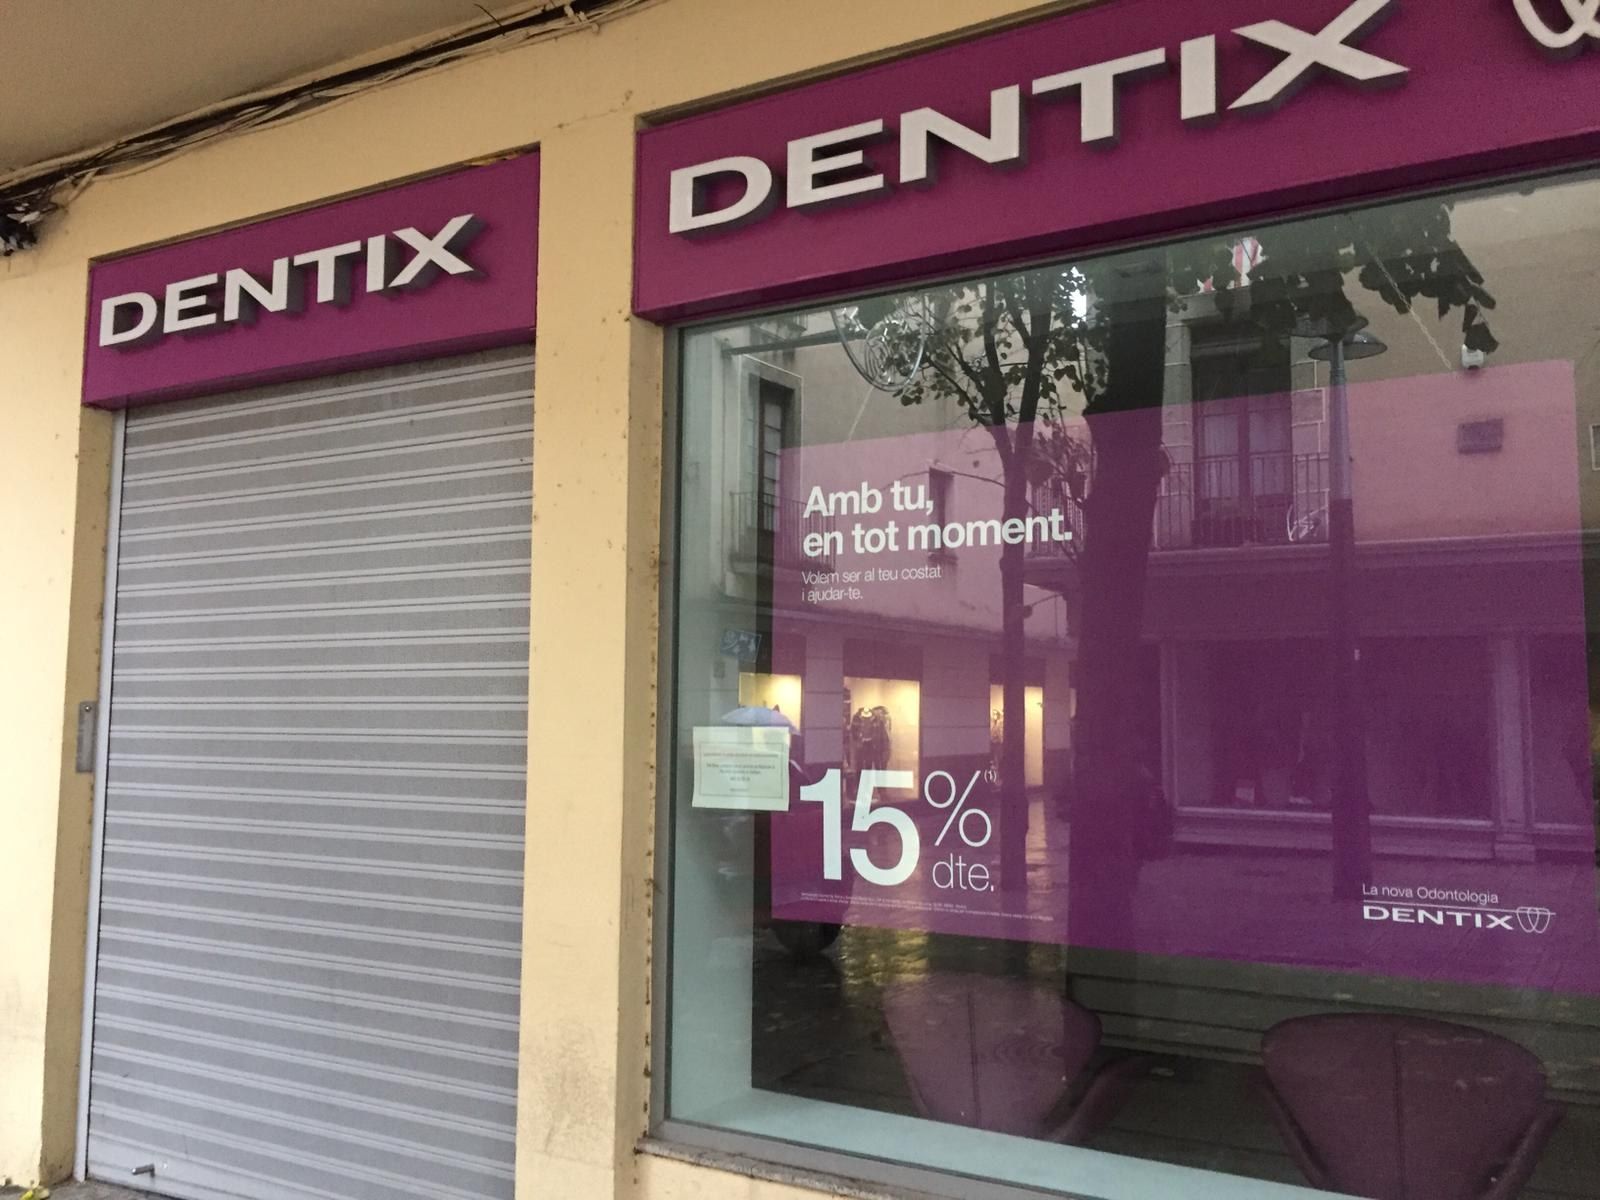 DENTIX
DENTIX
Amb tu,
en tot moment.
Volem ser al teu costat
i ajudar-te.
15%(1)
dte.
La nova Odontologia
DENTIX